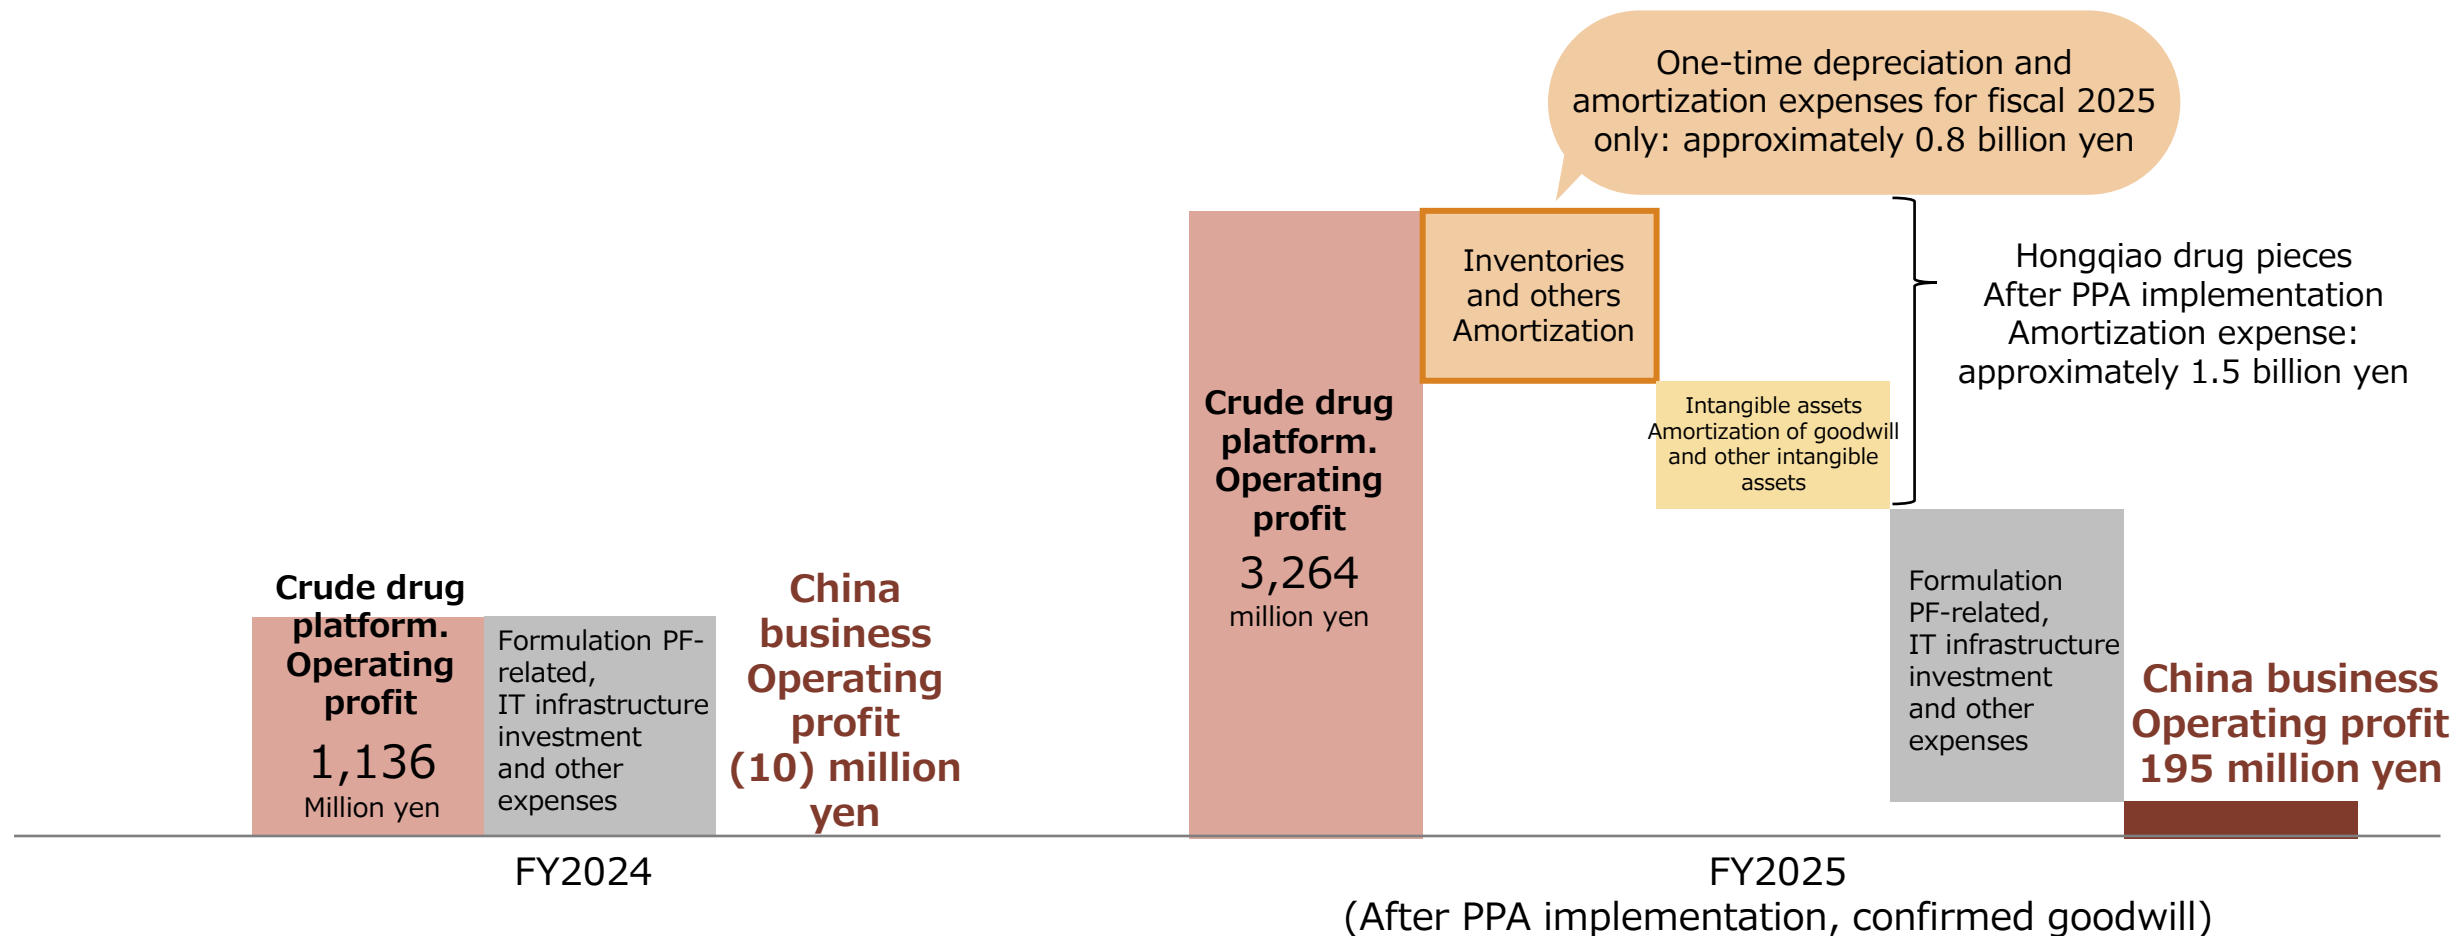 One-time depreciation and
amortization expenses for fiscal 2025
only: approximately 0.8 billion yen
Crude drug
platform.
Operating
profit
1,136
Million yen
Formulation PF-
related,
IT infrastructure
investment
and other
expenses
China
business
Operating
profit
(10) million
yen
FY2024
Crude drug
platform.
Operating
profit
3,264
million yen
Inventories
and others
Amortization
Intangible assets
Amortization of goodwill
and other intangible
assets
Hongqiao drug pieces
After PPA implementation
Amortization expense:
approximately 1.5 billion yen
Formulation
PF-related,
IT infrastructure
investment
and other
expenses
China business
Operating profit
195 million yen
FY2025
(After PPA implementation, confirmed goodwill)